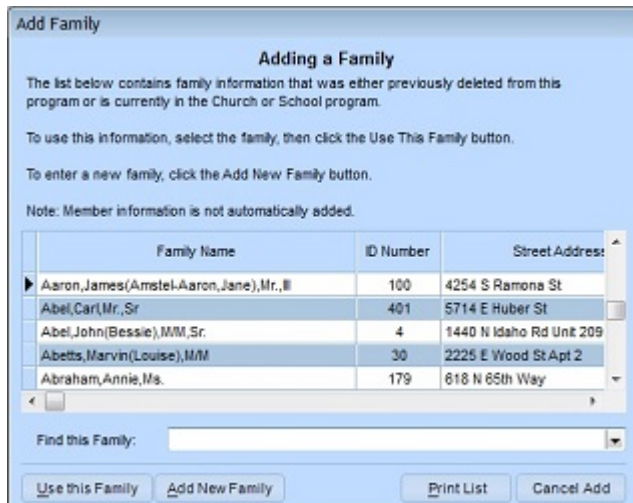 Add Family
Adding a Family
The list below contains family information that was either previously deleted from this
program or is currently in the Church or School program.
To use this information, select the family, then click the Use This Family button.
To enter a new family, click the Add New Family button.
Note: Member information is not automatically added.
Family Name ID Number Street Address
Aaron,James(Amstel-Aaron,Jane),Mr.,III 100 4254 S Ramona St
Abel,Carl,Mr.,Sr 401 5714 E Huber St
Abel,John(Bessie),M/M,Sr. 4 1440 N Idaho Rd Unit 209
Abetts,Marvin(Louise),M/M 30 2225 E Wood St Apt 2
Abraham,Annie,Ms. 179 618 N 65th Way
Find this Family:
Use this Family Add New Family Print List Cancel Add